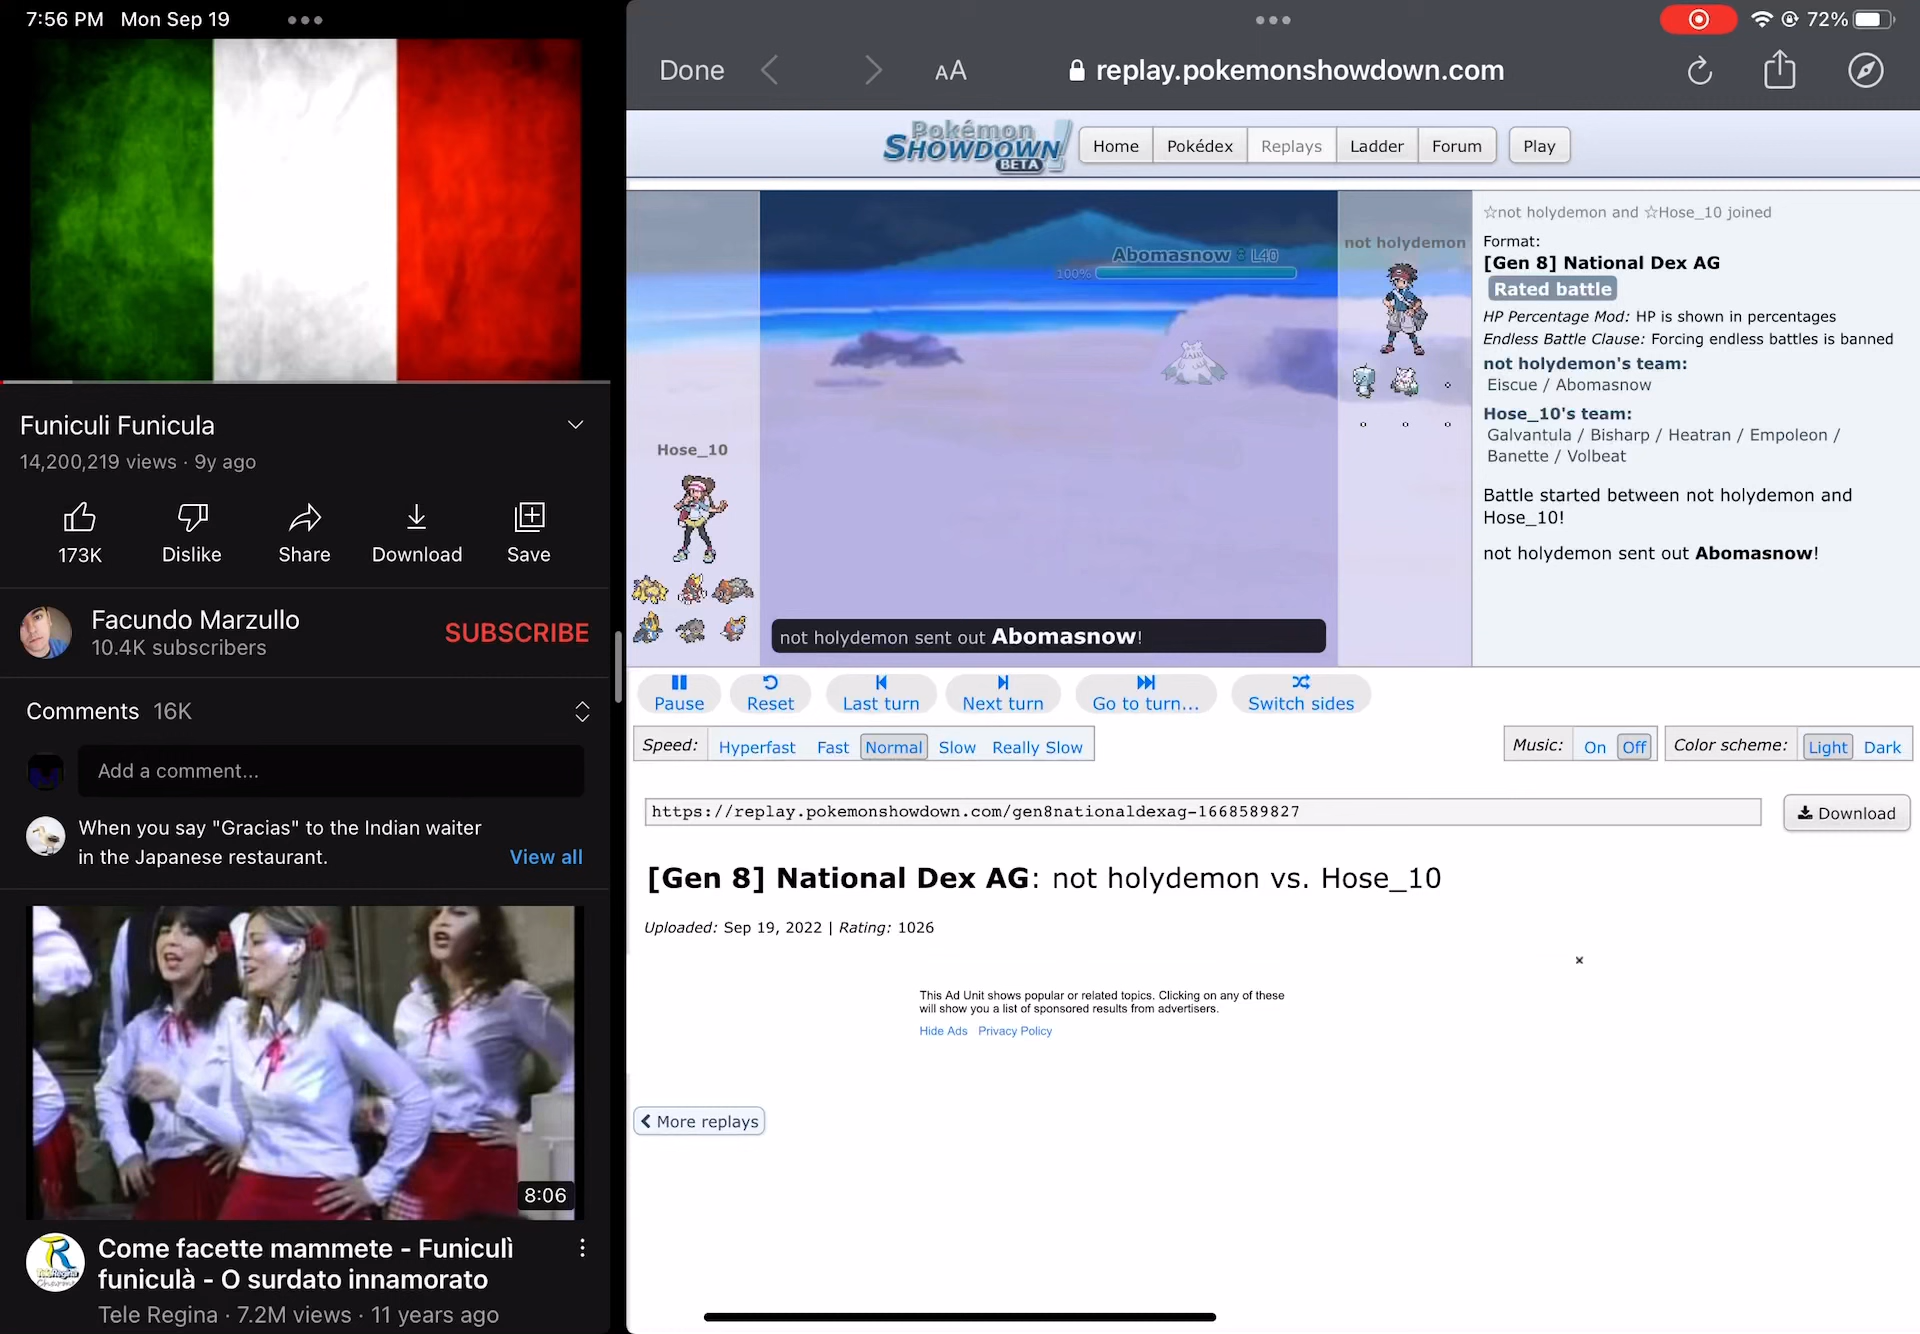 7:56 PM Mon Sep 19
Funiculi Funicula
14,200,219 views · 9y ago
173K
Dislike
Share
Download
Save
Facundo Marzullo
10.4K subscribers
SUBSCRIBE
Comments 16K
Add a comment...
When you say "Gracias" to the Indian waiter
in the Japanese restaurant.
View all
8:06
Come facette mammete - Funiculì
funiculà - O surdato innamorato
Tele Regina · 7.2M views · 11 years ago
72%
Done
AA
replay.pokemonshowdown.com
Pokémon
SHOWDOWN!
BETA
Home
Pokédex
Replays
Ladder
Forum
Play
Abomasnow L40
100%
not holydemon
Hose_10
not holydemon sent out Abomasnow!
☆not holydemon and ☆Hose_10 joined
Format:
[Gen 8] National Dex AG
Rated battle
HP Percentage Mod: HP is shown in percentages
Endless Battle Clause: Forcing endless battles is banned
not holydemon's team:
Eiscue / Abomasnow
Hose_10's team:
Galvantula / Bisharp / Heatran / Empoleon /
Banette / Volbeat
Battle started between not holydemon and
Hose_10!
not holydemon sent out Abomasnow!
Pause
Reset
Last turn
Next turn
Go to turn...
Switch sides
Speed: Hyperfast Fast Normal Slow Really Slow
Music: On Off
Color scheme: Light Dark
https://replay.pokemonshowdown.com/gen8nationaldexag-1668589827
Download
[Gen 8] National Dex AG: not holydemon vs. Hose_10
Uploaded: Sep 19, 2022 | Rating: 1026
This Ad Unit shows popular or related topics. Clicking on any of these
will show you a list of sponsored results from advertisers.
Hide Ads Privacy Policy
More replays